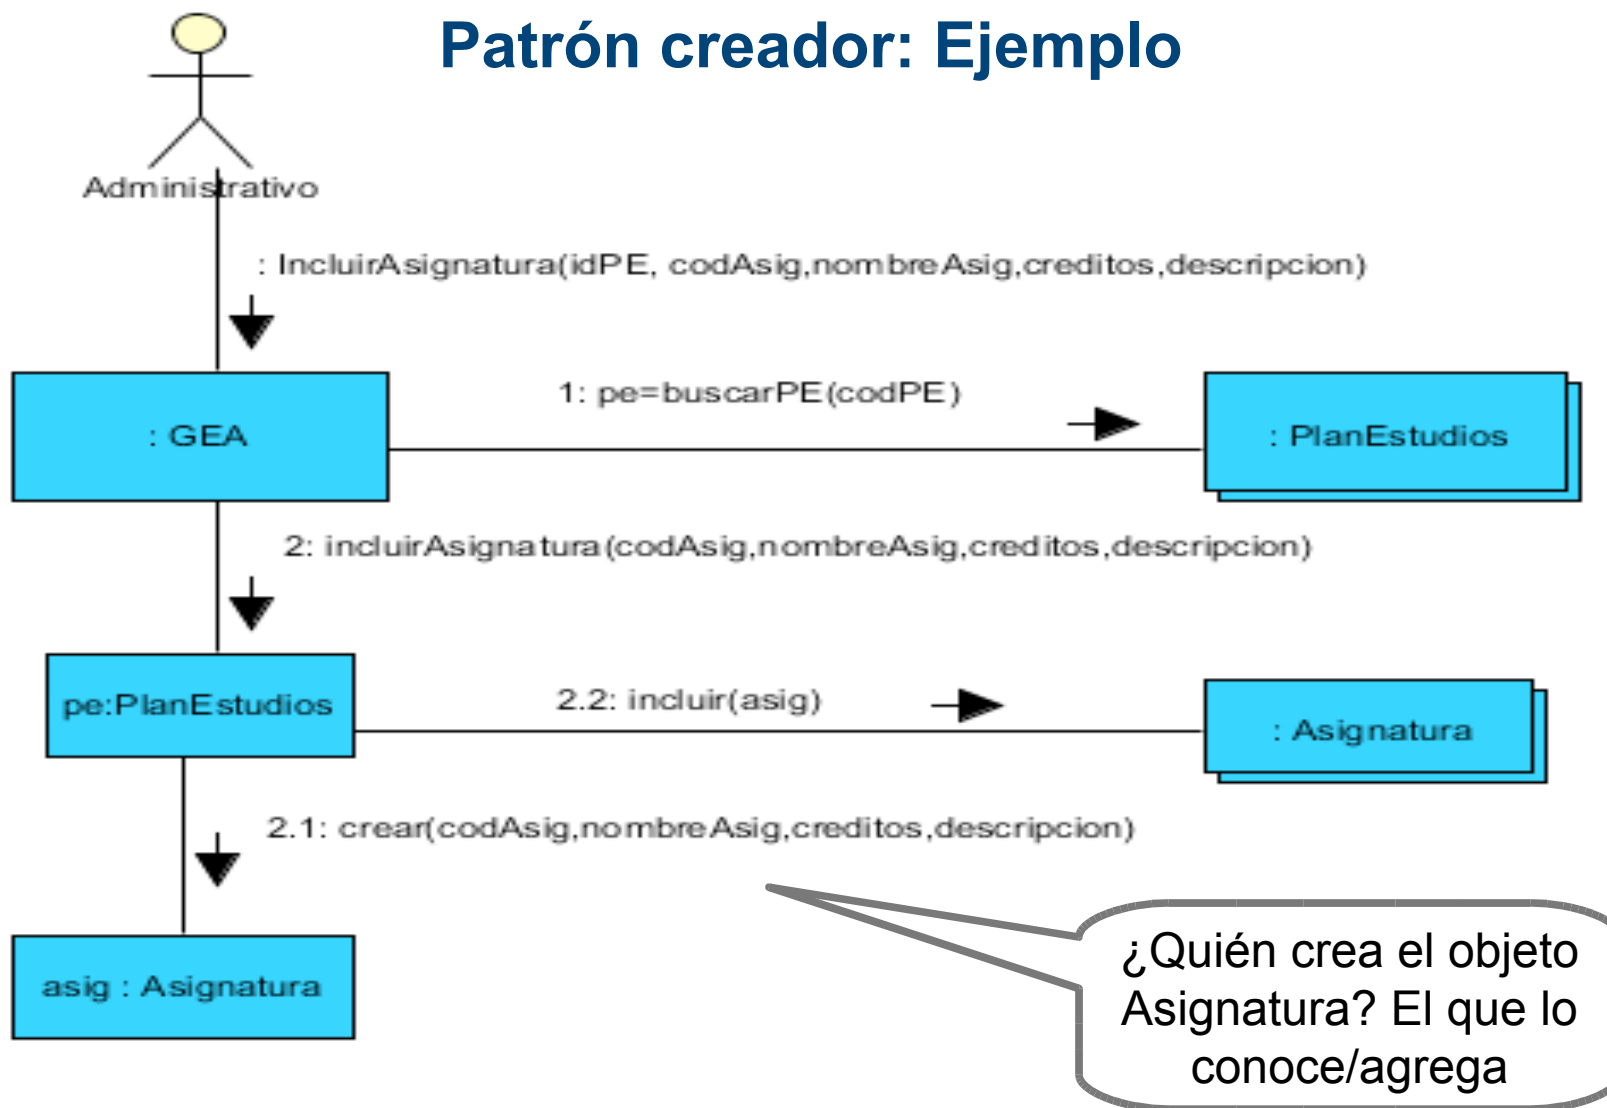 Patrón creador: Ejemplo
Administrativo
: IncluirAsignatura(idPE, codAsig,nombreAsig,creditos,descripcion)
1: pe=buscarPE(codPE)
: GEA
: PlanEstudios
2: incluirAsignatura(codAsig,nombreAsig,creditos,descripcion)
pe:PlanEstudios
2.2: incluir(asig)
: Asignatura
2.1: crear(codAsig,nombreAsig,creditos,descripcion)
asig : Asignatura
¿Quién crea el objeto
Asignatura? El que lo
conoce/agrega